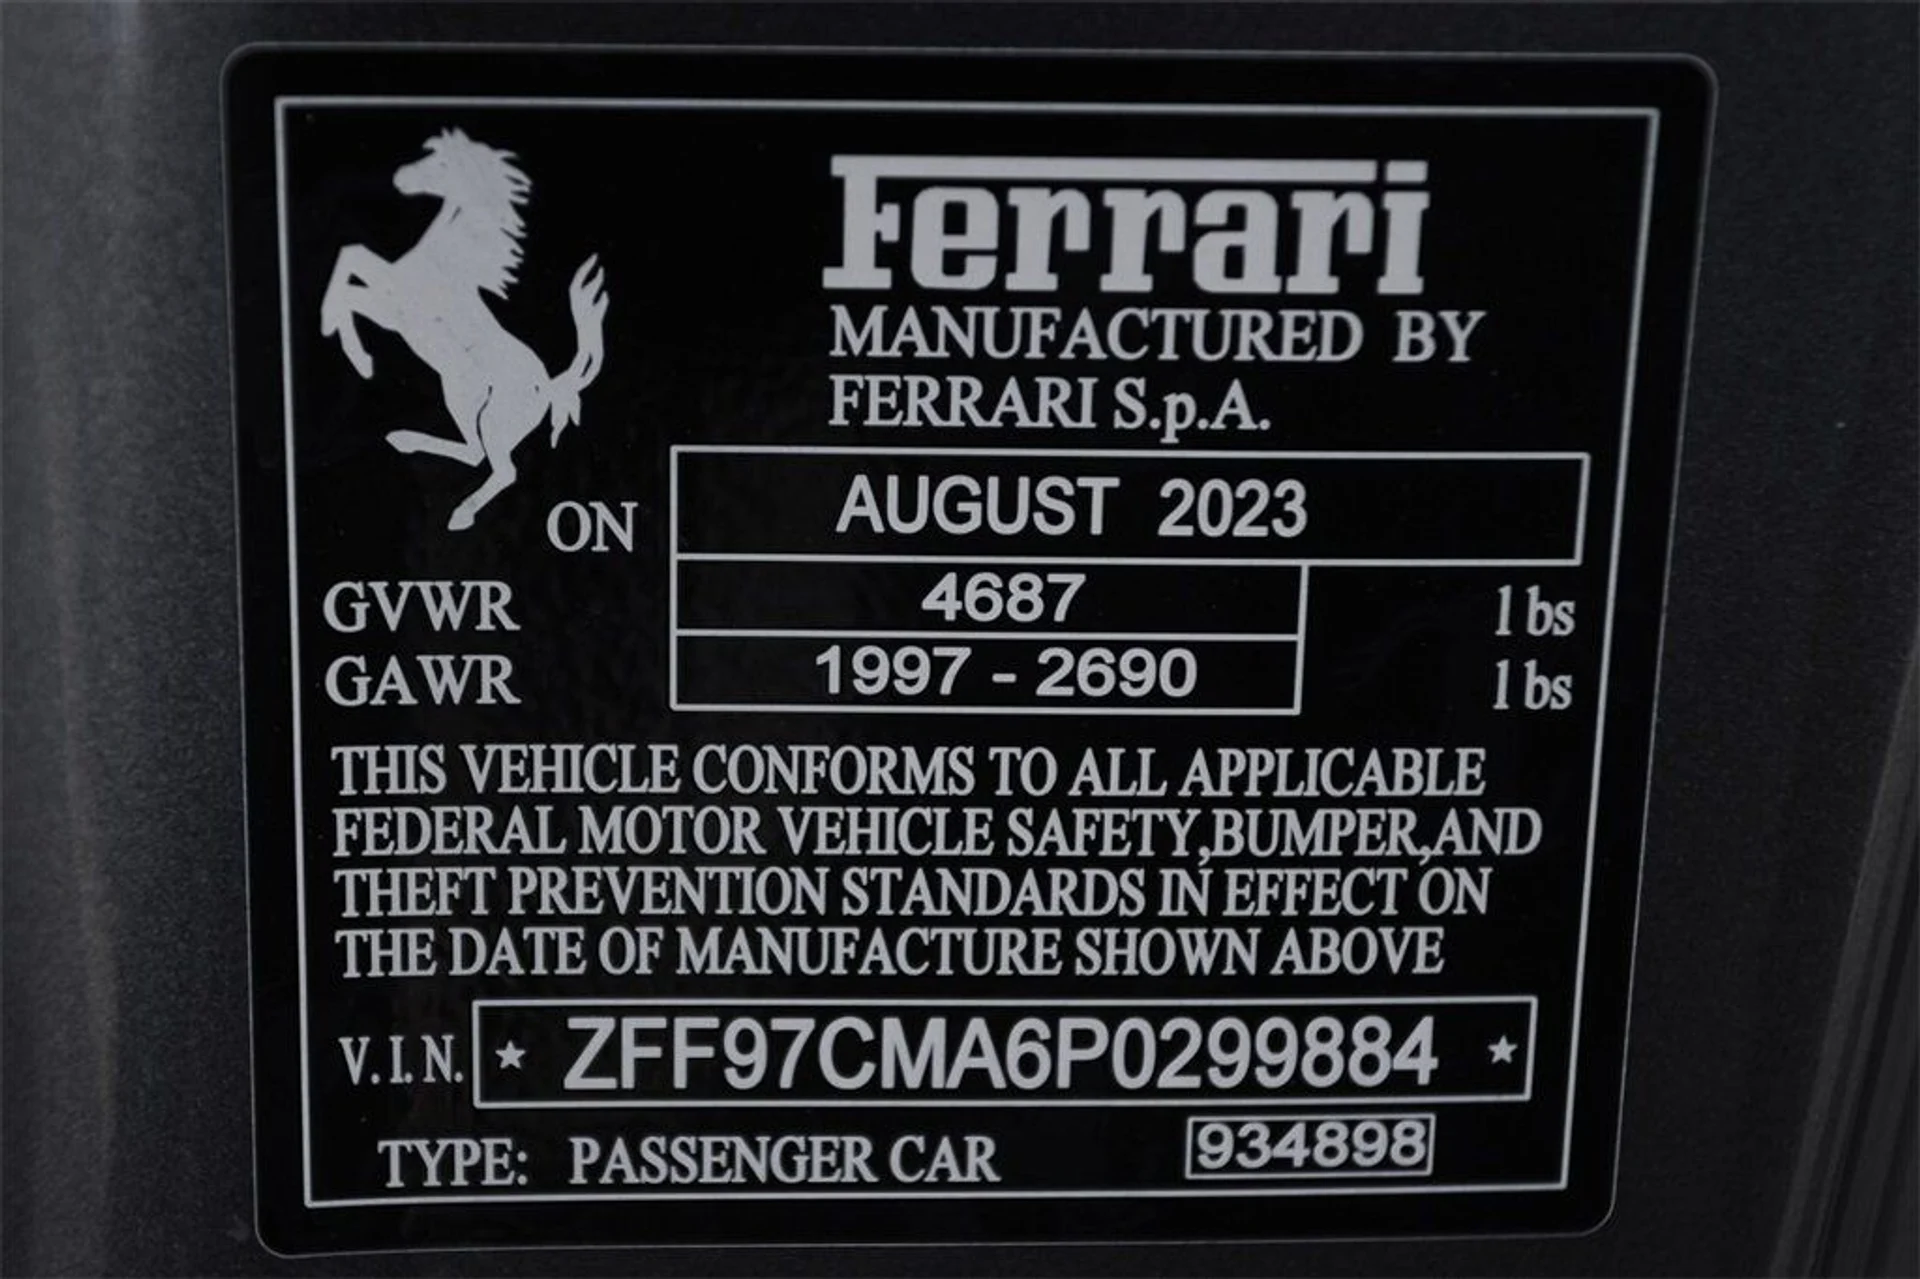 Ferrari
MANUFACTURED BY
FERRARI S.p.A.
ON AUGUST 2023
GVWR 4687 lbs
GAWR 1997 - 2690 lbs
THIS VEHICLE CONFORMS TO ALL APPLICABLE
FEDERAL MOTOR VEHICLE SAFETY,BUMPER,AND
THEFT PREVENTION STANDARDS IN EFFECT ON
THE DATE OF MANUFACTURE SHOWN ABOVE
V.I.N. ★ ZFF97CMA6P0299884 ★
TYPE: PASSENGER CAR 934898